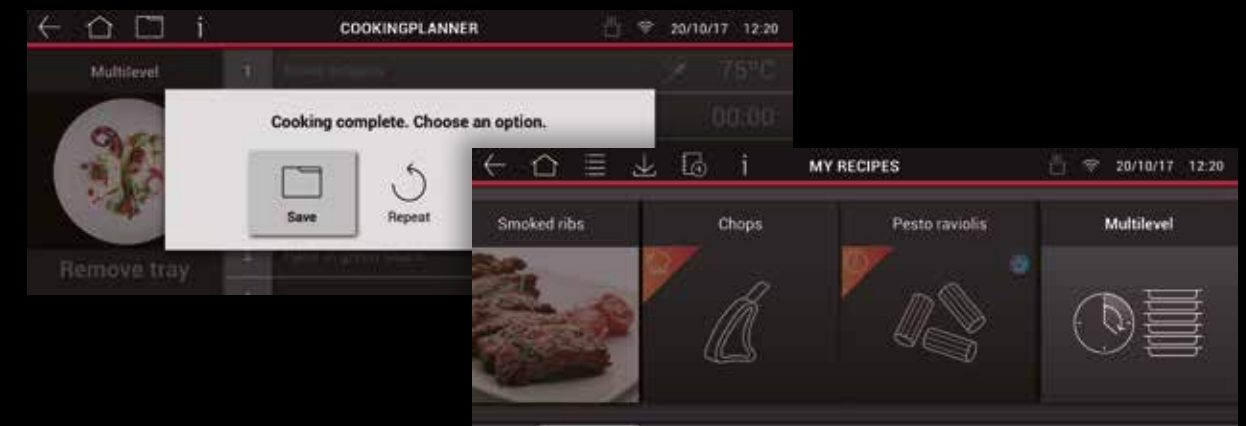 COOKINGPLANNER
20/10/17 12:20
Multilevel
1
75°C
00:00
Cooking complete. Choose an option.
Save
Repeat
Remove tray
MY RECIPES
20/10/17 12:20
Smoked ribs
Chops
Pesto raviolis
Multilevel